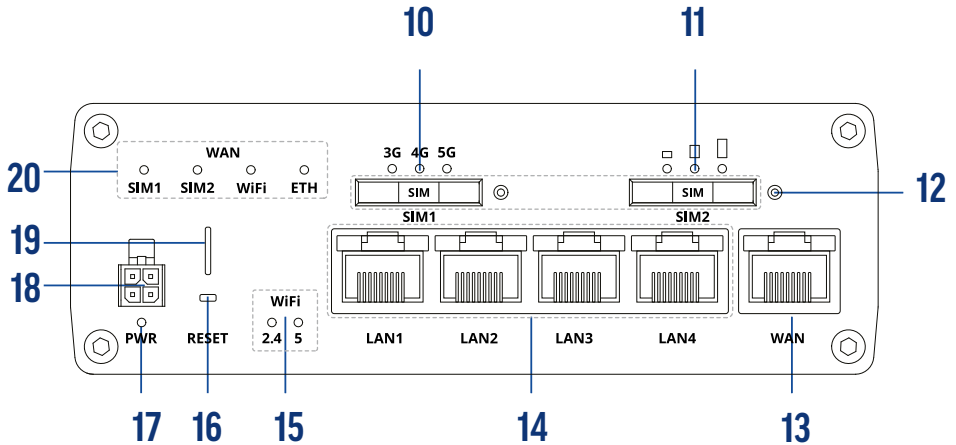 10 11
3G 4G 5G
WAN
20
SIM1 SIM2 WiFi ETH
SIM SIM
12
SIM1 SIM2
19
18
WiFi
PWR RESET 2.4 5 LAN1 LAN2 LAN3 LAN4 WAN
17 16 15 14 13